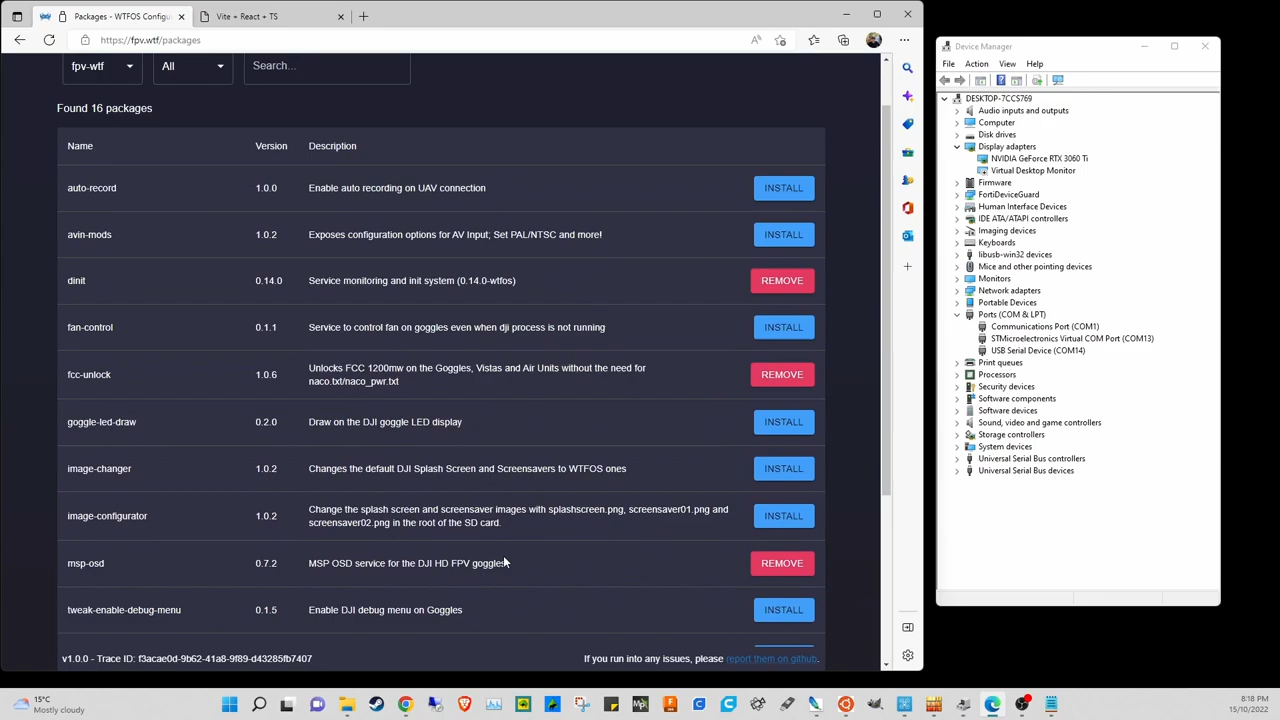 Packages - WTFOS Configu
Vite + React + TS
https://fpv.wtf/packages
fpv-wtf
All
Search...
Found 16 packages
Name Version Description
auto-record 1.0.0 Enable auto recording on UAV connection INSTALL
avin-mods 1.0.2 Expose configuration options for AV Input; Set PAL/NTSC and more! INSTALL
dinit Service monitoring and init system (0.14.0-wtfos) REMOVE
fan-control 0.1.1 Service to control fan on goggles even when dji process is not running INSTALL
fcc-unlock Unlocks FCC 1200mw on the Goggles, Vistas and Air Units without the need for
naco.txt/naco_pwr.txt REMOVE
goggle-led-draw 0.2.0 Draw on the DJI goggle LED display INSTALL
image-changer 1.0.2 Changes the default DJI Splash Screen and Screensavers to WTFOS ones INSTALL
image-configurator 1.0.2 Change the splash screen and screensaver images with splashscreen.png, screensaver01.png and
screensaver02.png in the root of the SD card. INSTALL
msp-osd 0.7.2 MSP OSD service for the DJI HD FPV goggles REMOVE
tweak-enable-debug-menu 0.1.5 Enable DJI debug menu on Goggles INSTALL
v1.0.0 - Trace ID: If you run into any issues, please report them on github.
Device Manager
File Action View Help
DESKTOP-7CCS769
Audio inputs and outputs
Computer
Disk drives
Display adapters
NVIDIA GeForce RTX 3060 Ti
Virtual Desktop Monitor
Firmware
FortiDeviceGuard
Human Interface Devices
IDE ATA/ATAPI controllers
Imaging devices
Keyboards
libusb-win32 devices
Mice and other pointing devices
Monitors
Network adapters
Portable Devices
Ports (COM & LPT)
Communications Port (COM1)
STMicroelectronics Virtual COM Port (COM13)
USB Serial Device (COM14)
Print queues
Processors
Security devices
Software components
Software devices
Sound, video and game controllers
Storage controllers
System devices
Universal Serial Bus controllers
Universal Serial Bus devices
15°C
Mostly cloudy
8:18 PM
15/10/2022